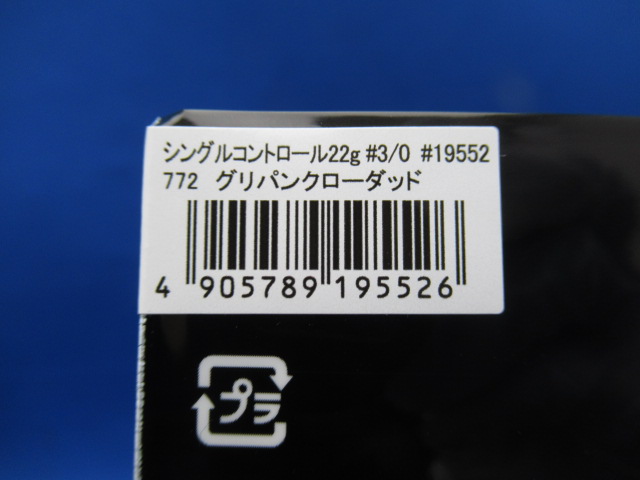 シングルコントロール22g #3/0 #19552
772 グリパンクローダッド
4 905789 195526
プラ